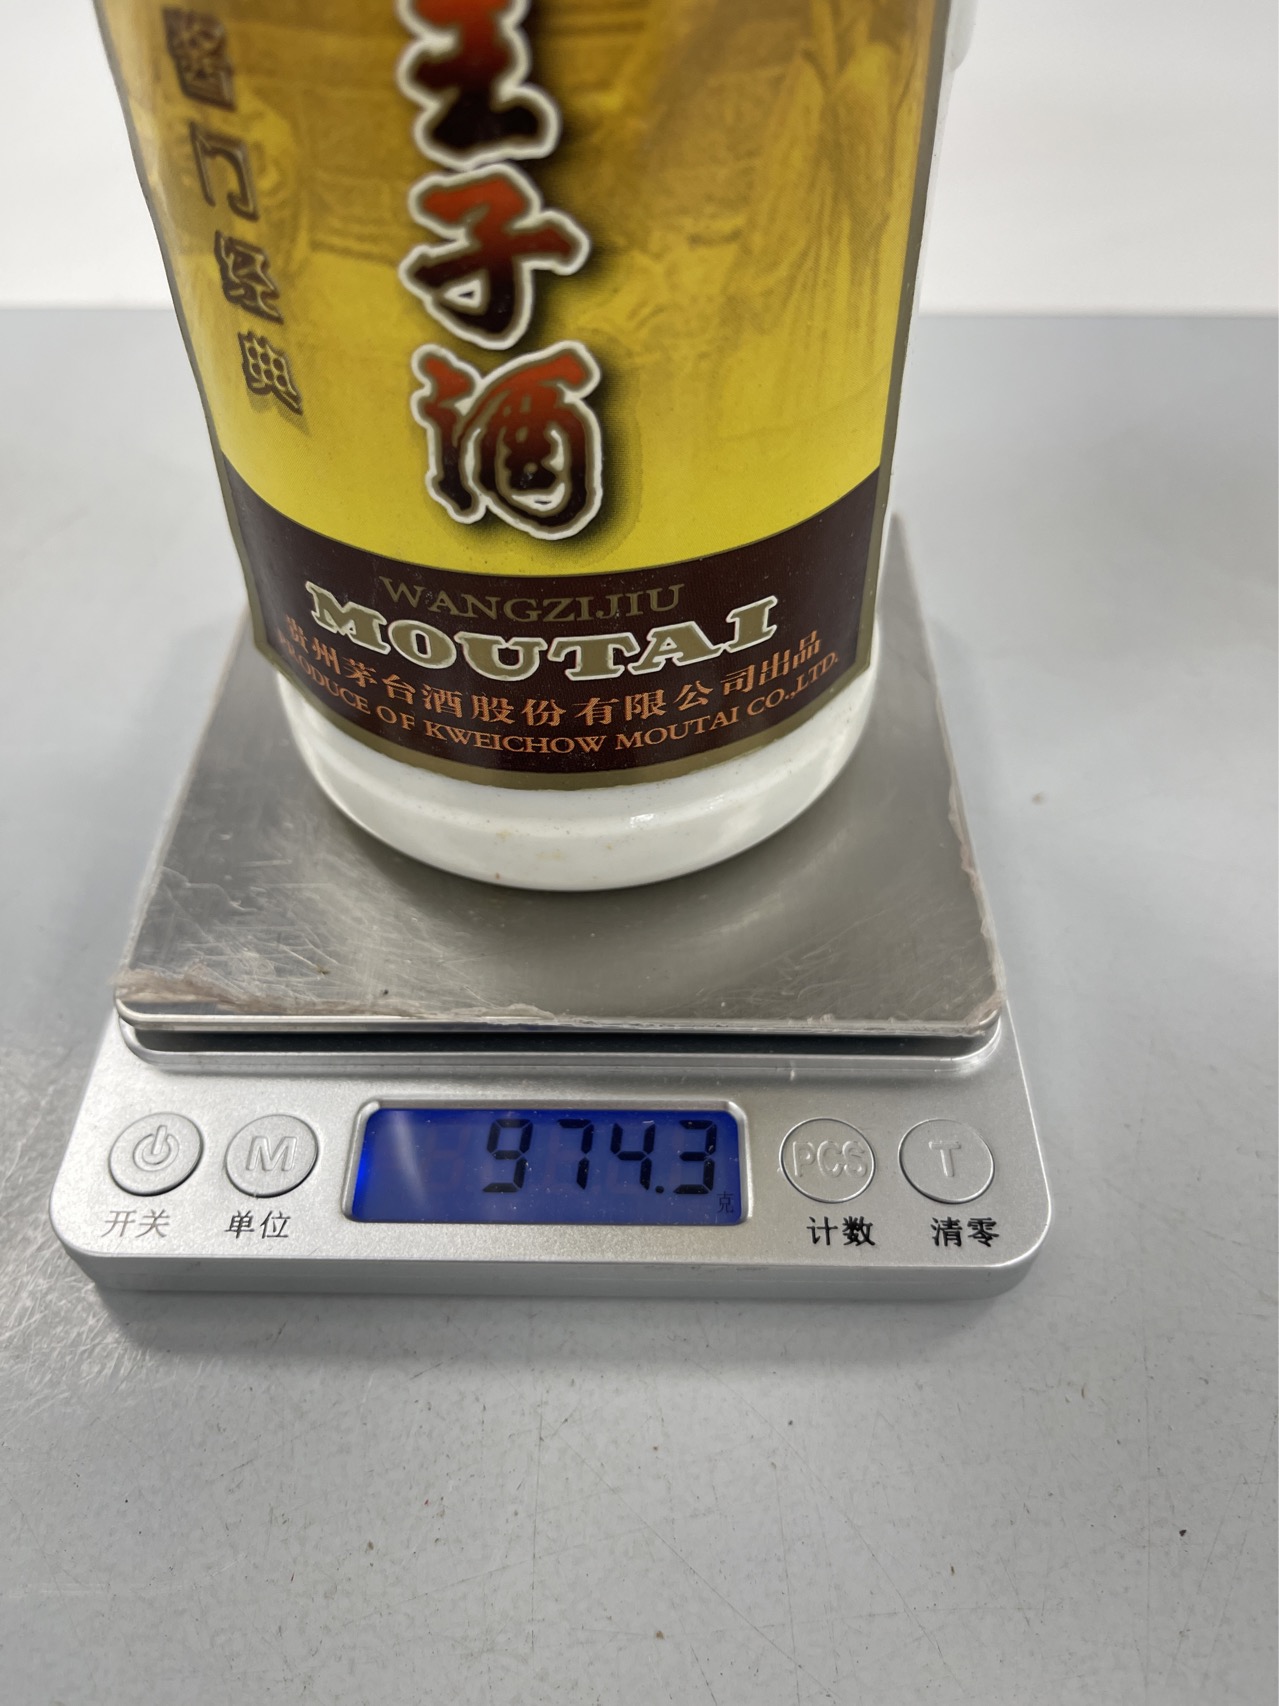 酱门经典
王子酒
WANGZIJIU
MOUTAI
贵州茅台酒股份有限公司出品
PRODUCE OF KWEICHOW MOUTAI CO.,LTD.
M
974.3
克
PCS
T
开关
单位
计数
清零